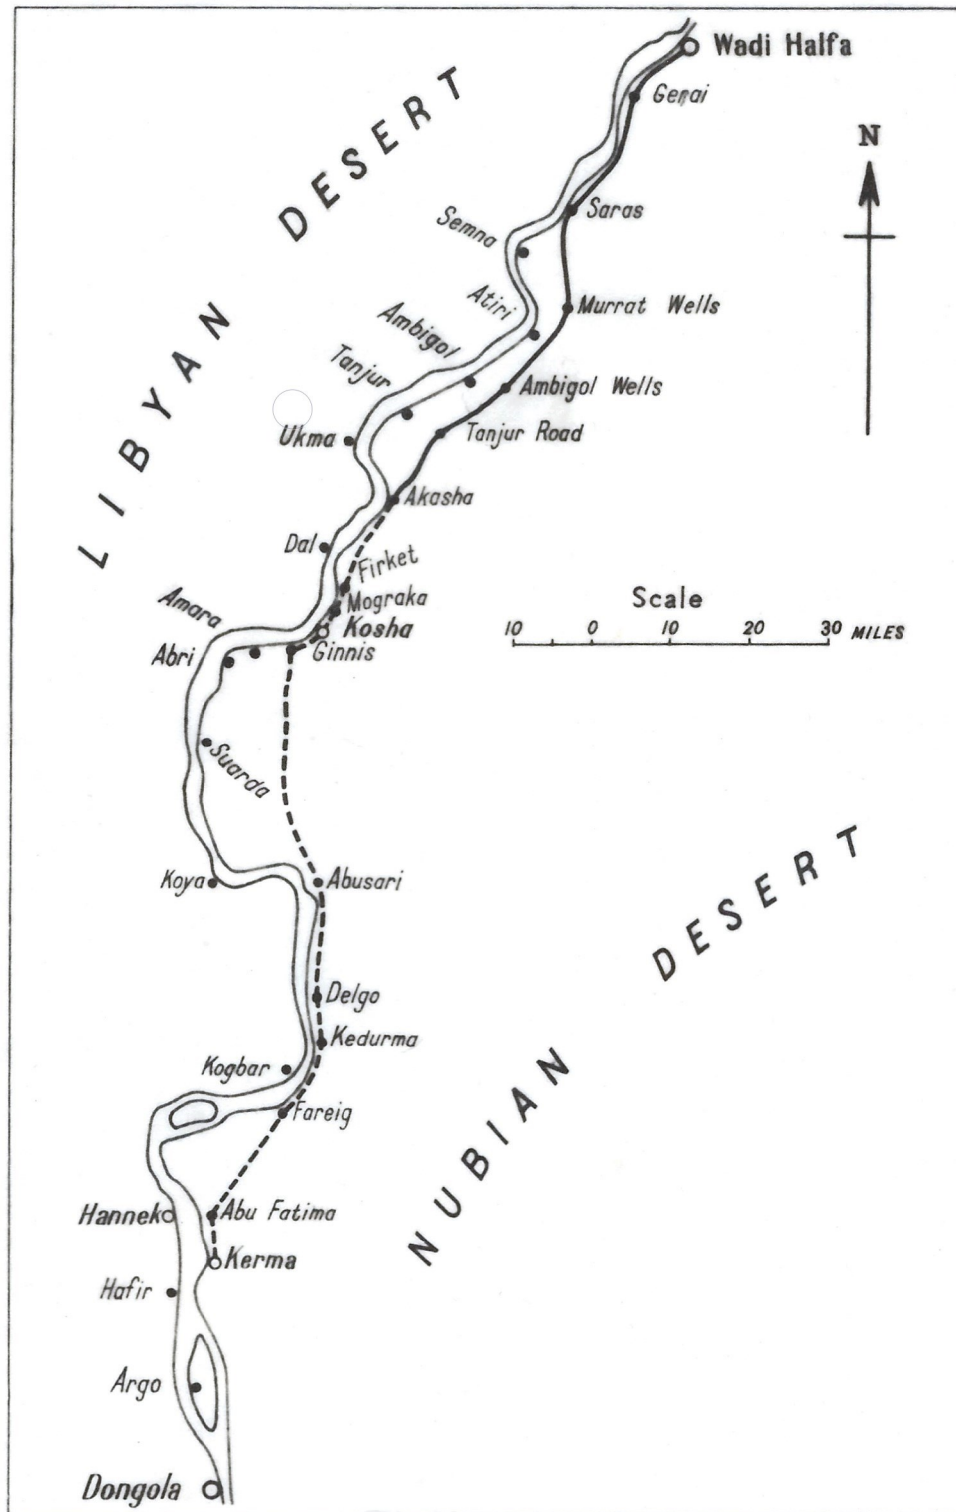 Wadi Halfa
Gemai
LIBYAN DESERT
N
Saras
Semna
Atiri
Murrat Wells
Ambigol
Tanjur
Ambigol Wells
Ukma
Tanjur Road
Akasha
Dal
Firket
Mograka
Amara
Kosha
Abri
Ginnis
Scale
10 0 10 20 30 MILES
Suarda
Koya
Abusari
NUBIAN DESERT
Delgo
Kedurma
Kogbar
Fareig
Hannek
Abu Fatima
Kerma
Hafir
Argo
Dongola